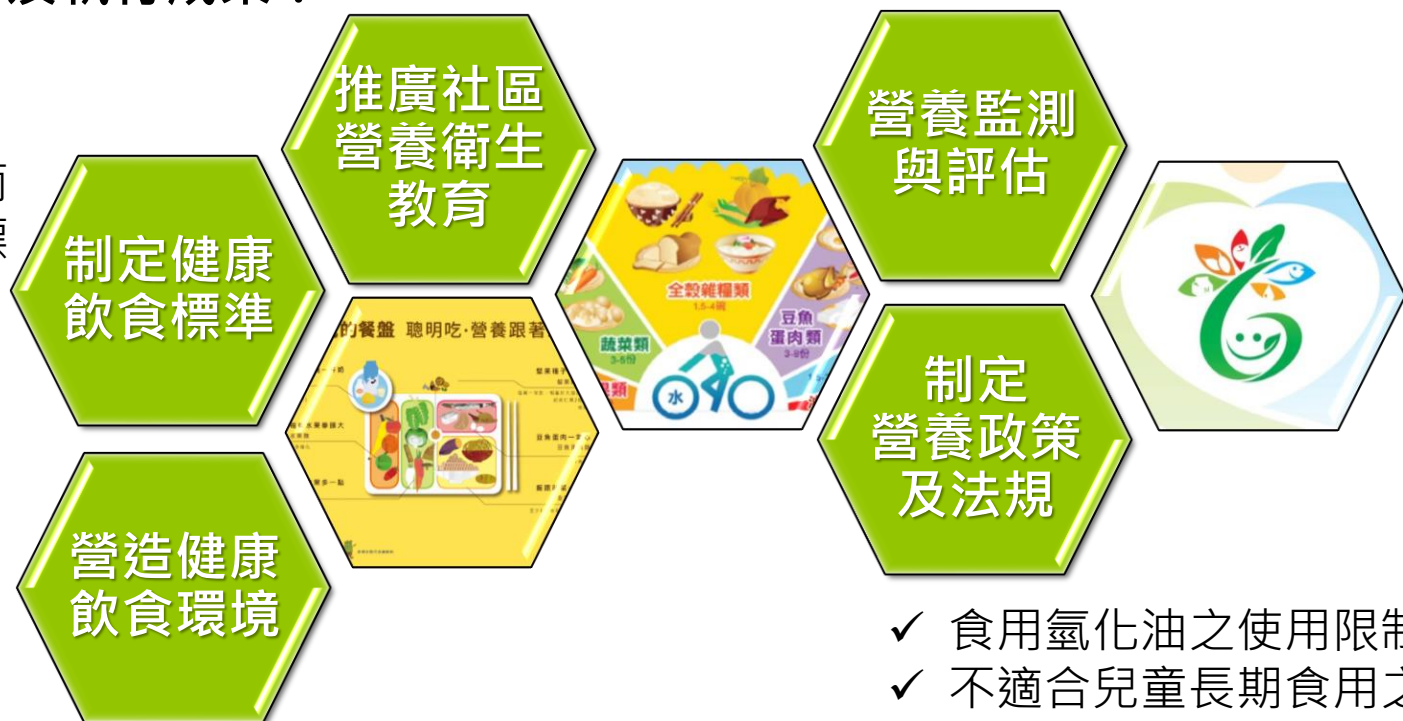 推廣社區
營養衛生
教育
營養監測
與評估
制定健康
飲食標準
全穀雜糧類
1.5-4碗
蔬菜類
3-5份
豆魚
蛋肉類
3-8份
水
的餐盤 聰明吃·營養跟著
豆魚蛋肉一
制定
營養政策
及法規
營造健康
飲食環境
✓ 食用氫化油之使用限制
✓ 不適合兒童長期食用之